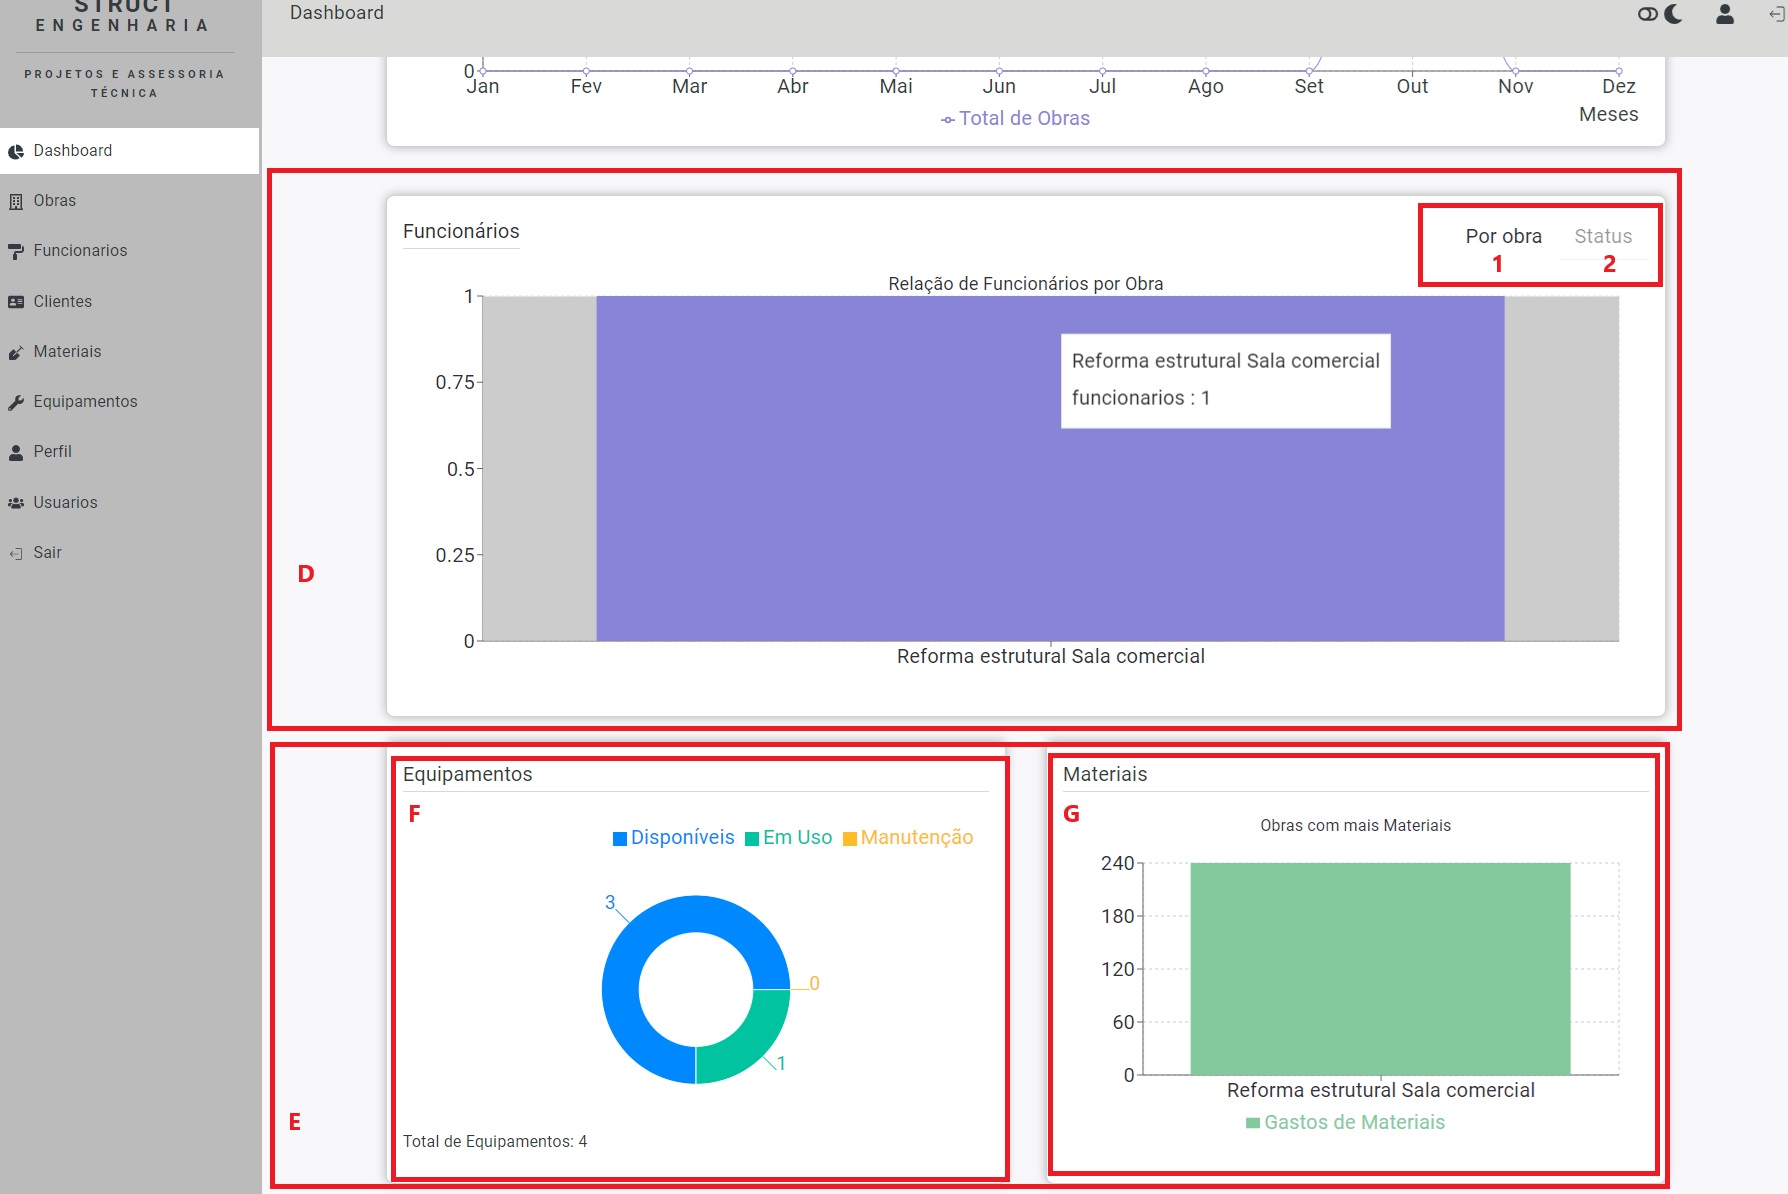 STRUCT
ENGENHARIA
PROJETOS E ASSESSORIA
TÉCNICA
Dashboard
Obras
Funcionarios
Clientes
Materiais
Equipamentos
Perfil
Usuarios
Sair
Dashboard
0
Jan Fev Mar Abr Mai Jun Jul Ago Set Out Nov Dez
Meses
Total de Obras
D
Funcionários
Por obra Status
1 2
Relação de Funcionários por Obra
1
0.75
0.5
0.25
0
Reforma estrutural Sala comercial
funcionarios : 1
Reforma estrutural Sala comercial
E
Equipamentos
F
Disponíveis Em Uso Manutenção
3
0
1
Total de Equipamentos: 4
Materiais
G
Obras com mais Materiais
240
180
120
60
0
Reforma estrutural Sala comercial
Gastos de Materiais